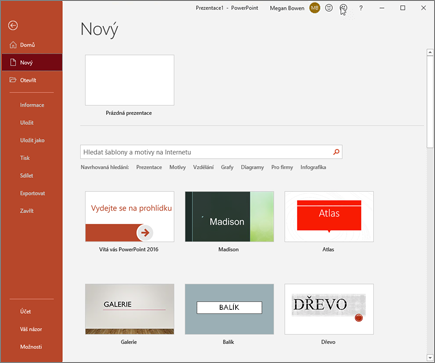 Prezentace1 - PowerPoint
Megan Bowen
MB
?
Nový
Domů
Nový
Otevřít
Informace
Uložit
Uložit jako
Tisk
Sdílet
Exportovat
Zavřít
Účet
Váš názor
Možnosti
Prázdná prezentace
Hledat šablony a motivy na Internetu
Navrhovaná hledání: Prezentace Motivy Vzdělání Grafy Diagramy Pro firmy Infografika
Vydejte se na prohlídku
Madison
Atlas
Vítá vás PowerPoint 2016
Madison
Atlas
GALERIE
BALÍK
DŘEVO
Galerie
Balík
Dřevo